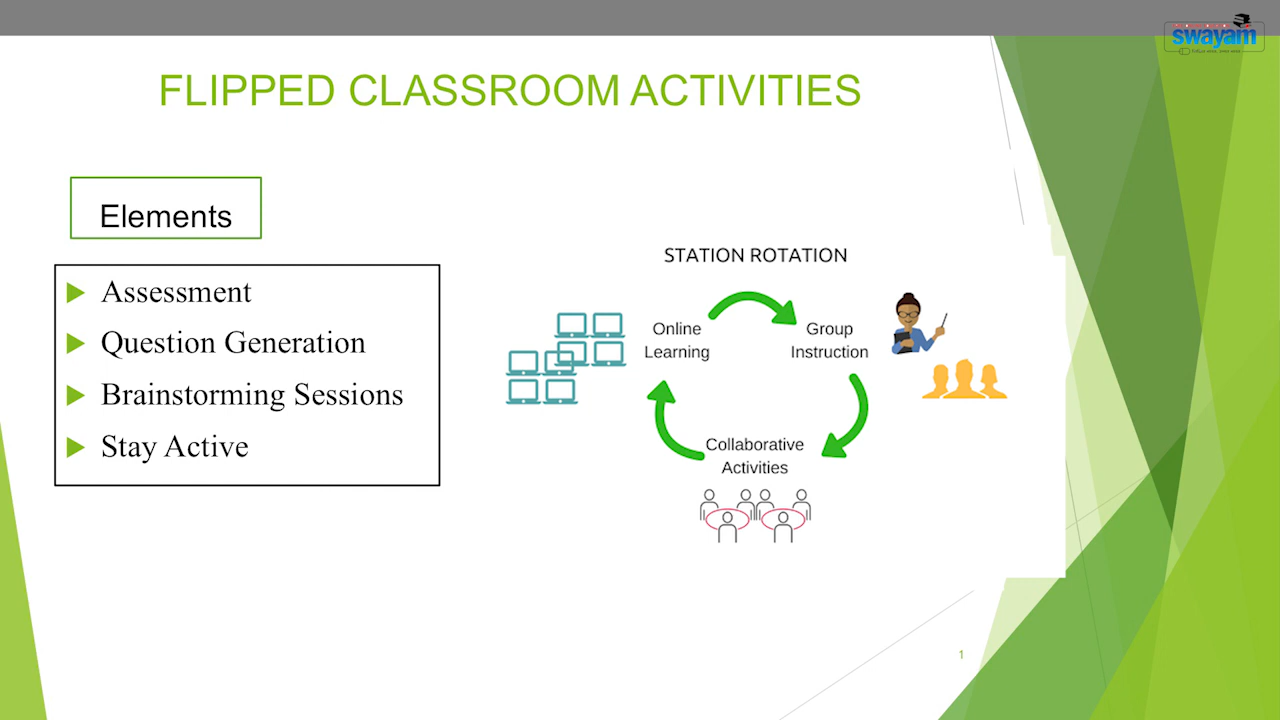 swayam
FLIPPED CLASSROOM ACTIVITIES
Elements
Assessment
Question Generation
Brainstorming Sessions
Stay Active
STATION ROTATION
Online
Learning
Group
Instruction
Collaborative
Activities
1